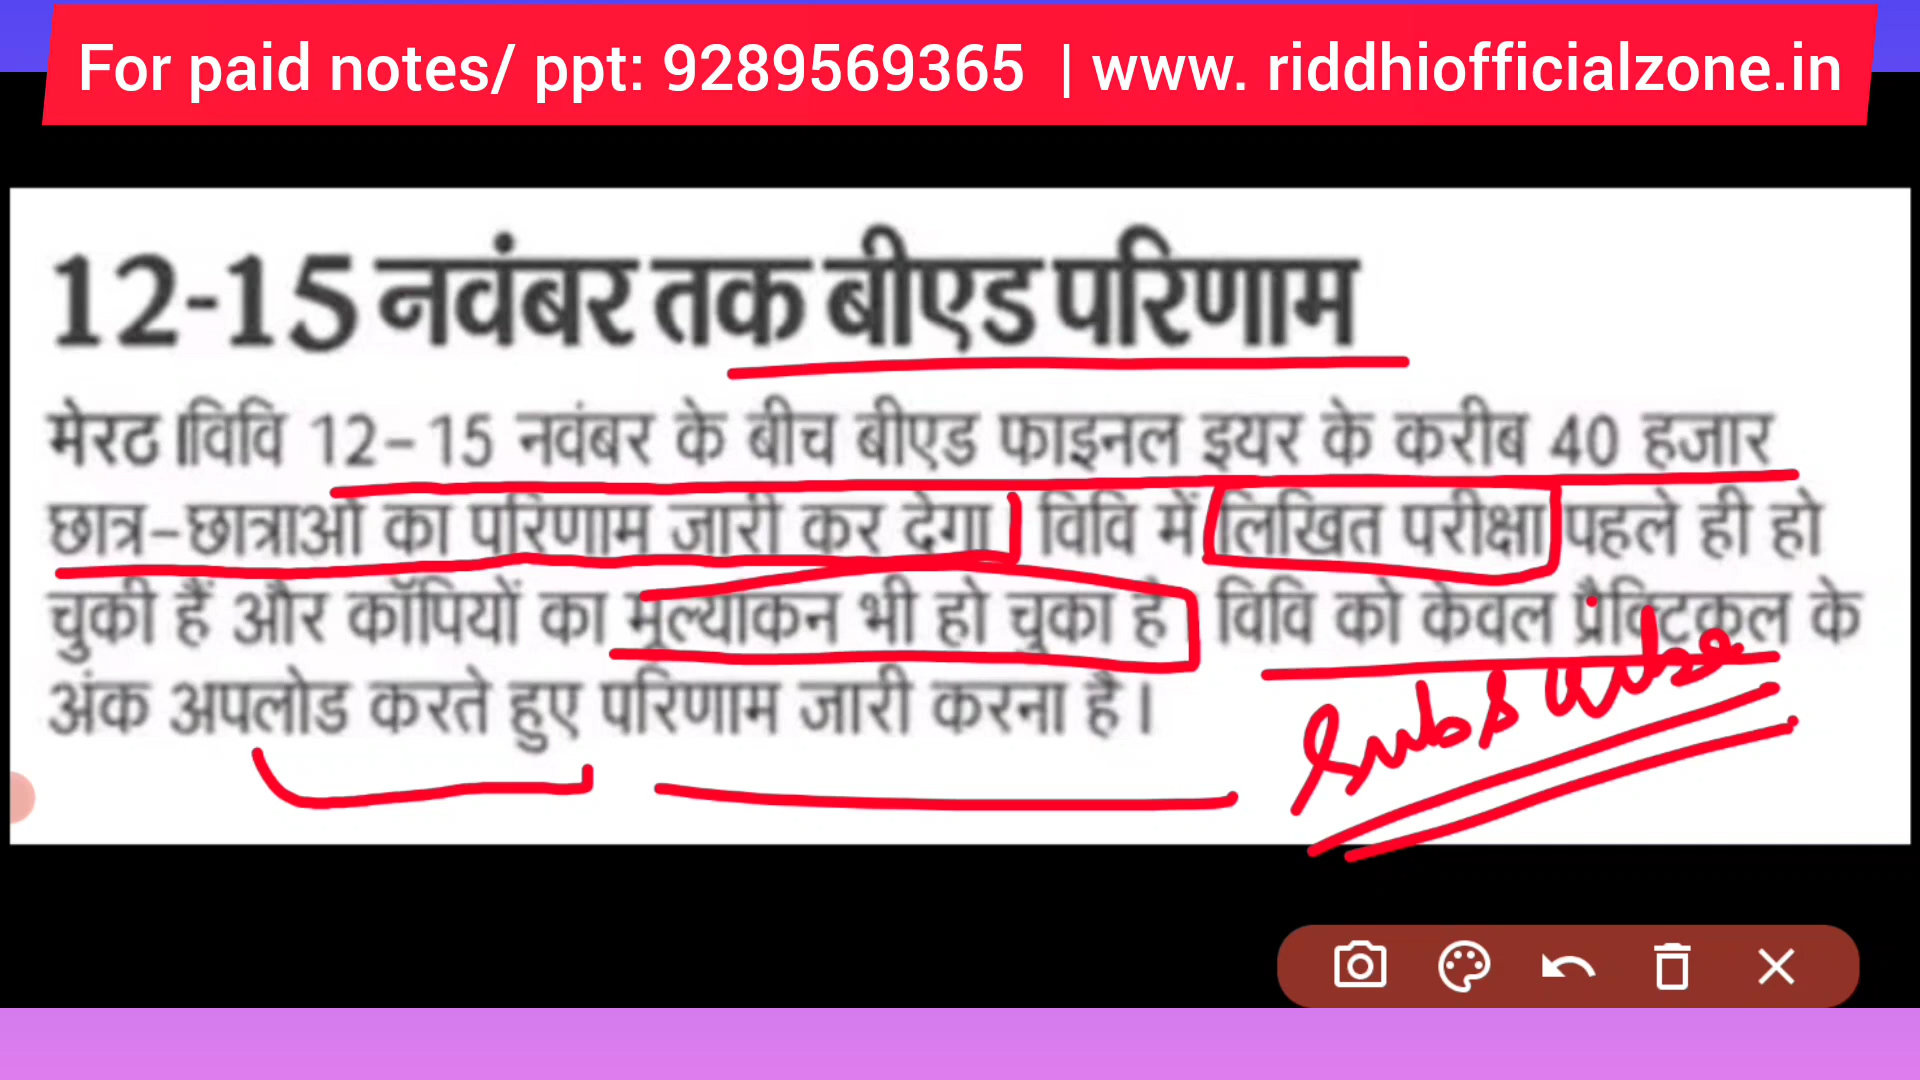 For paid notes/ ppt: 9289569365 | www. riddhiofficialzone.in
12-15 नवंबर तक बीएड परिणाम
मेरठ।विवि 12-15 नवंबर के बीच बीएड फाइनल इयर के करीब 40 हजार
छात्र-छात्राओं का परिणाम जारी कर देगा। विवि में लिखित परीक्षा पहले ही हो
चुकी हैं और कॉपियों का मूल्यांकन भी हो चुका है। विवि को केवल प्रैक्टिकल के
अंक अपलोड करते हुए परिणाम जारी करना है।
Subscribe